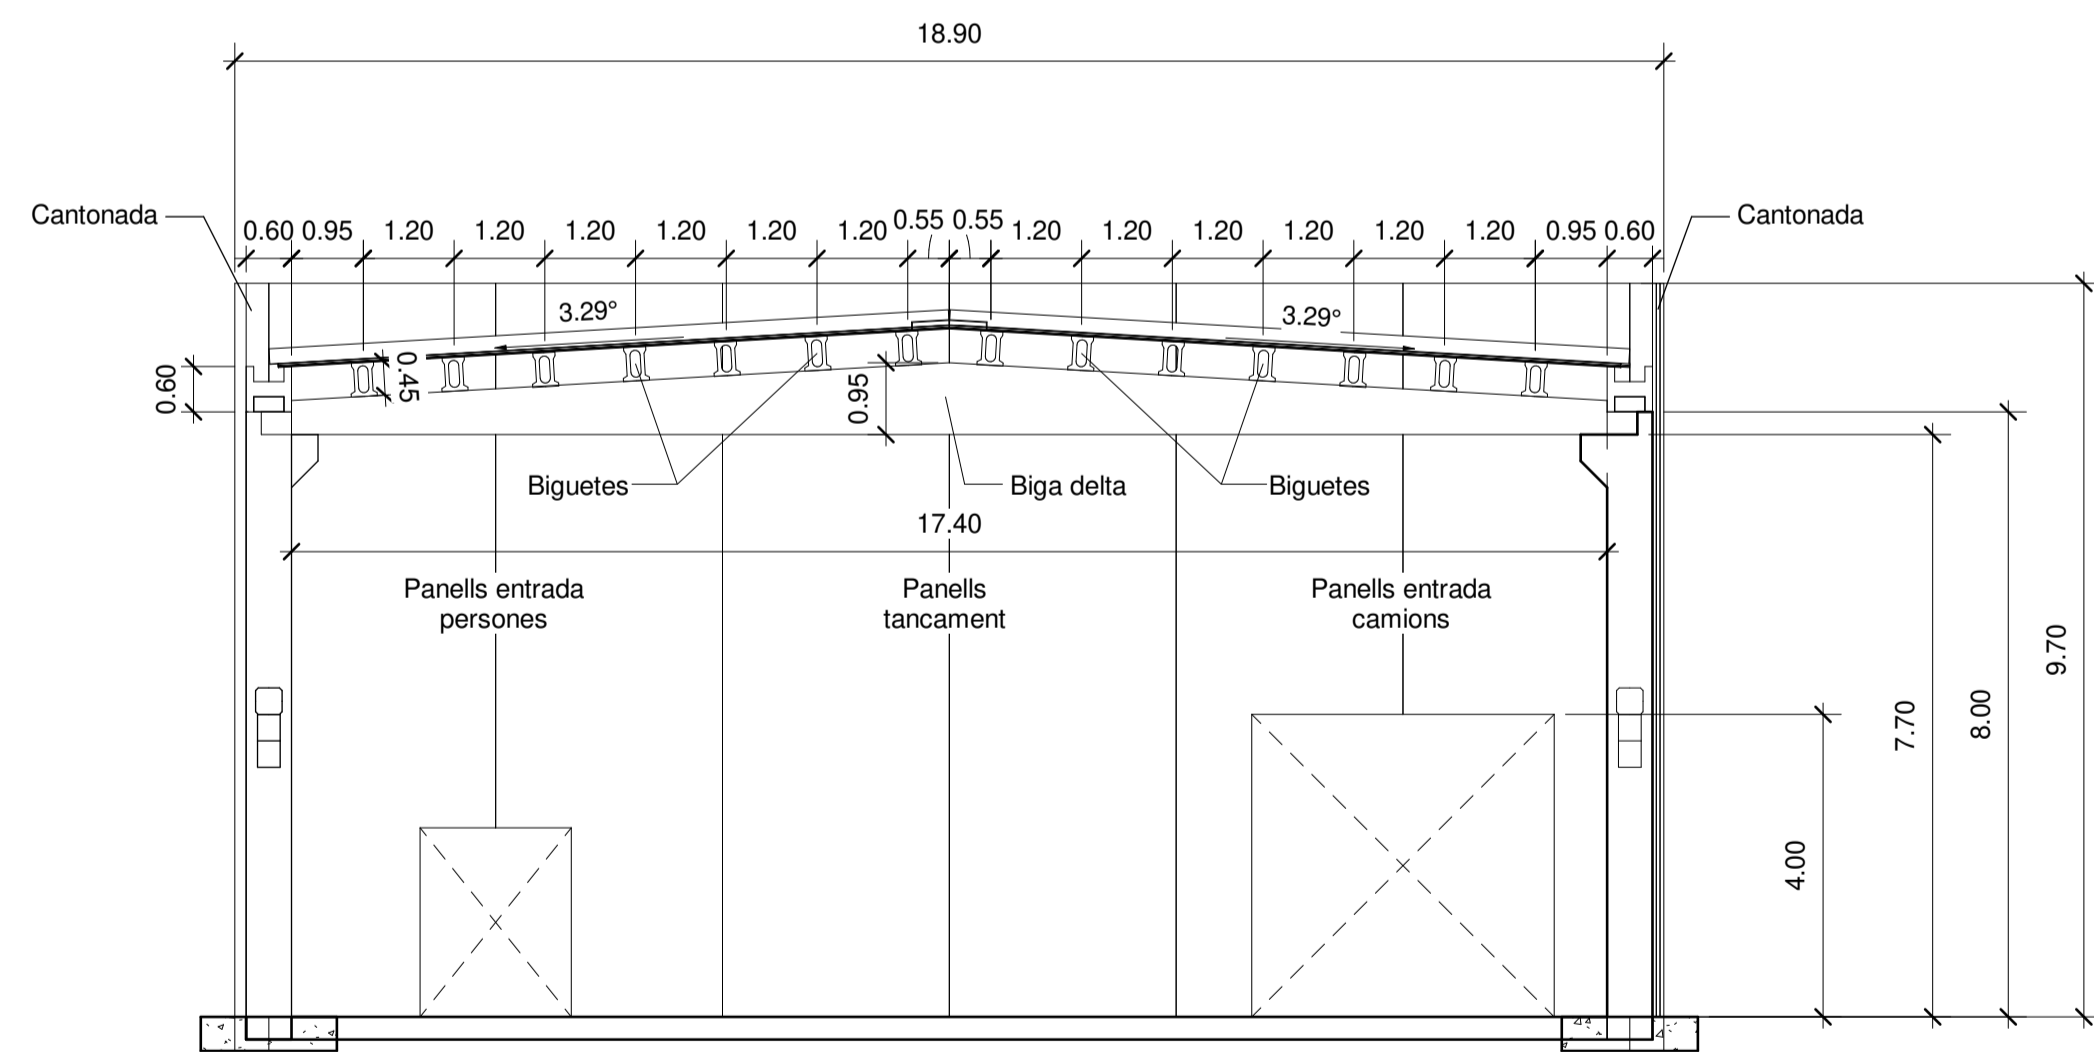 18.90
Cantonada
Cantonada
0.60 0.95 1.20 1.20 1.20 1.20 1.20 1.20 0.55 0.55 1.20 1.20 1.20 1.20 1.20 1.20 0.95 0.60
3.29°
3.29°
0.60
0.45
0.95
Biguetes
Biga delta
Biguetes
17.40
Panells entrada
persones
Panells
tancament
Panells entrada
camions
9.70
8.00
7.70
4.00